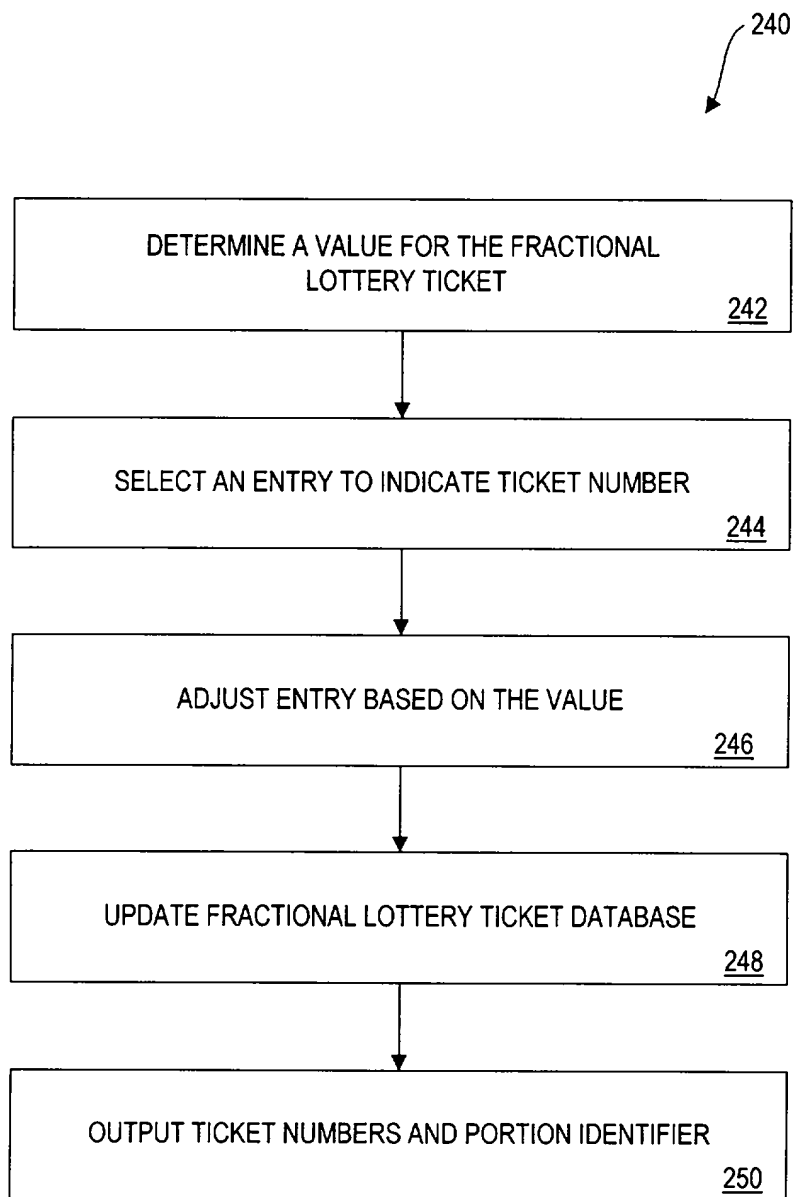 240
DETERMINE A VALUE FOR THE FRACTIONAL
LOTTERY TICKET
242
SELECT AN ENTRY TO INDICATE TICKET NUMBER
244
ADJUST ENTRY BASED ON THE VALUE
246
UPDATE FRACTIONAL LOTTERY TICKET DATABASE
248
OUTPUT TICKET NUMBERS AND PORTION IDENTIFIER
250